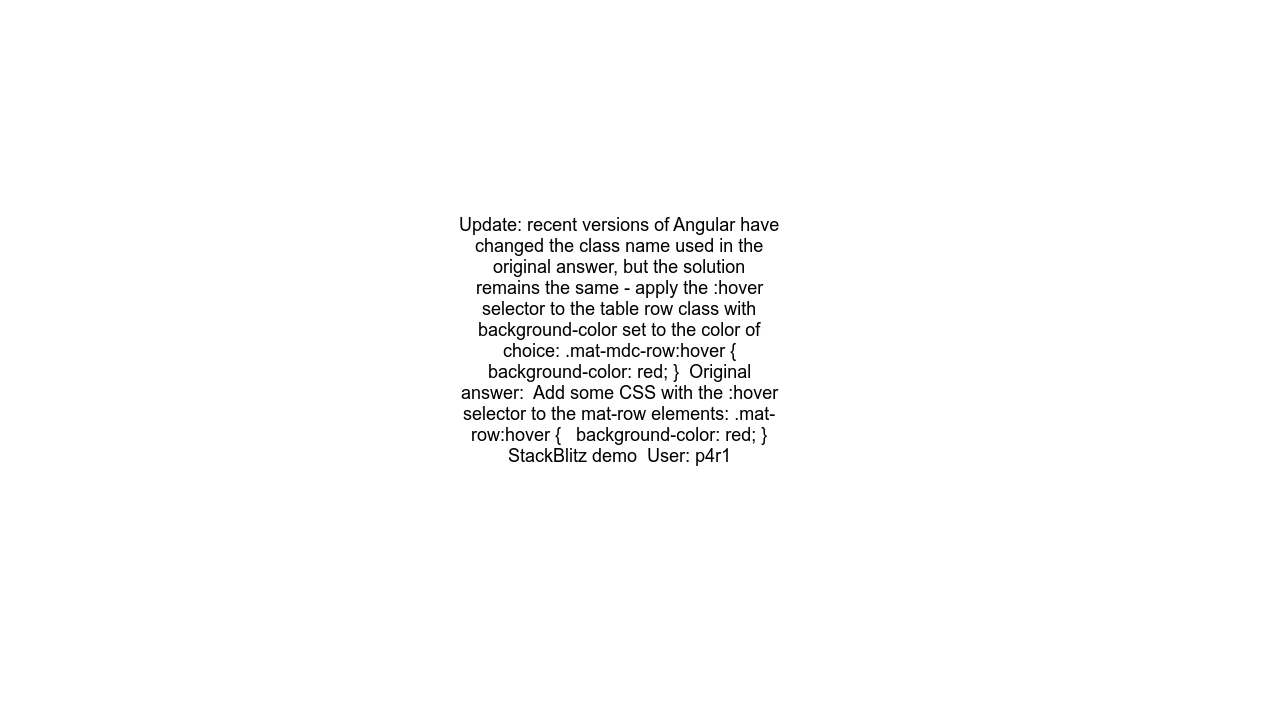 Update: recent versions of Angular have
changed the class name used in the
original answer, but the solution
remains the same - apply the :hover
selector to the table row class with
background-color set to the color of
choice: .mat-mdc-row:hover {
background-color: red; }  Original
answer:  Add some CSS with the :hover
selector to the mat-row elements: .mat-
row:hover {   background-color: red; }
StackBlitz demo  User: p4r1